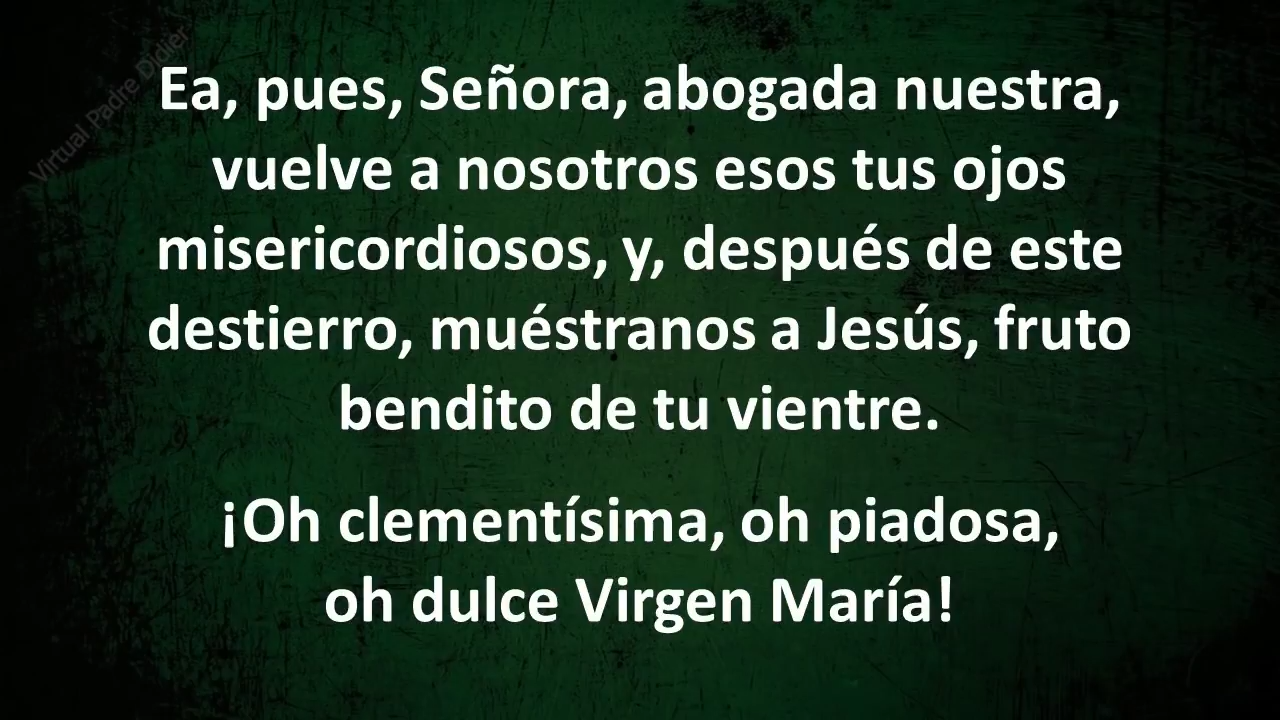 Virtual Padre Didier
Ea, pues, Señora, abogada nuestra,
vuelve a nosotros esos tus ojos
misericordiosos, y, después de este
destierro, muéstranos a Jesús, fruto
bendito de tu vientre.
¡Oh clementísima, oh piadosa,
oh dulce Virgen María!